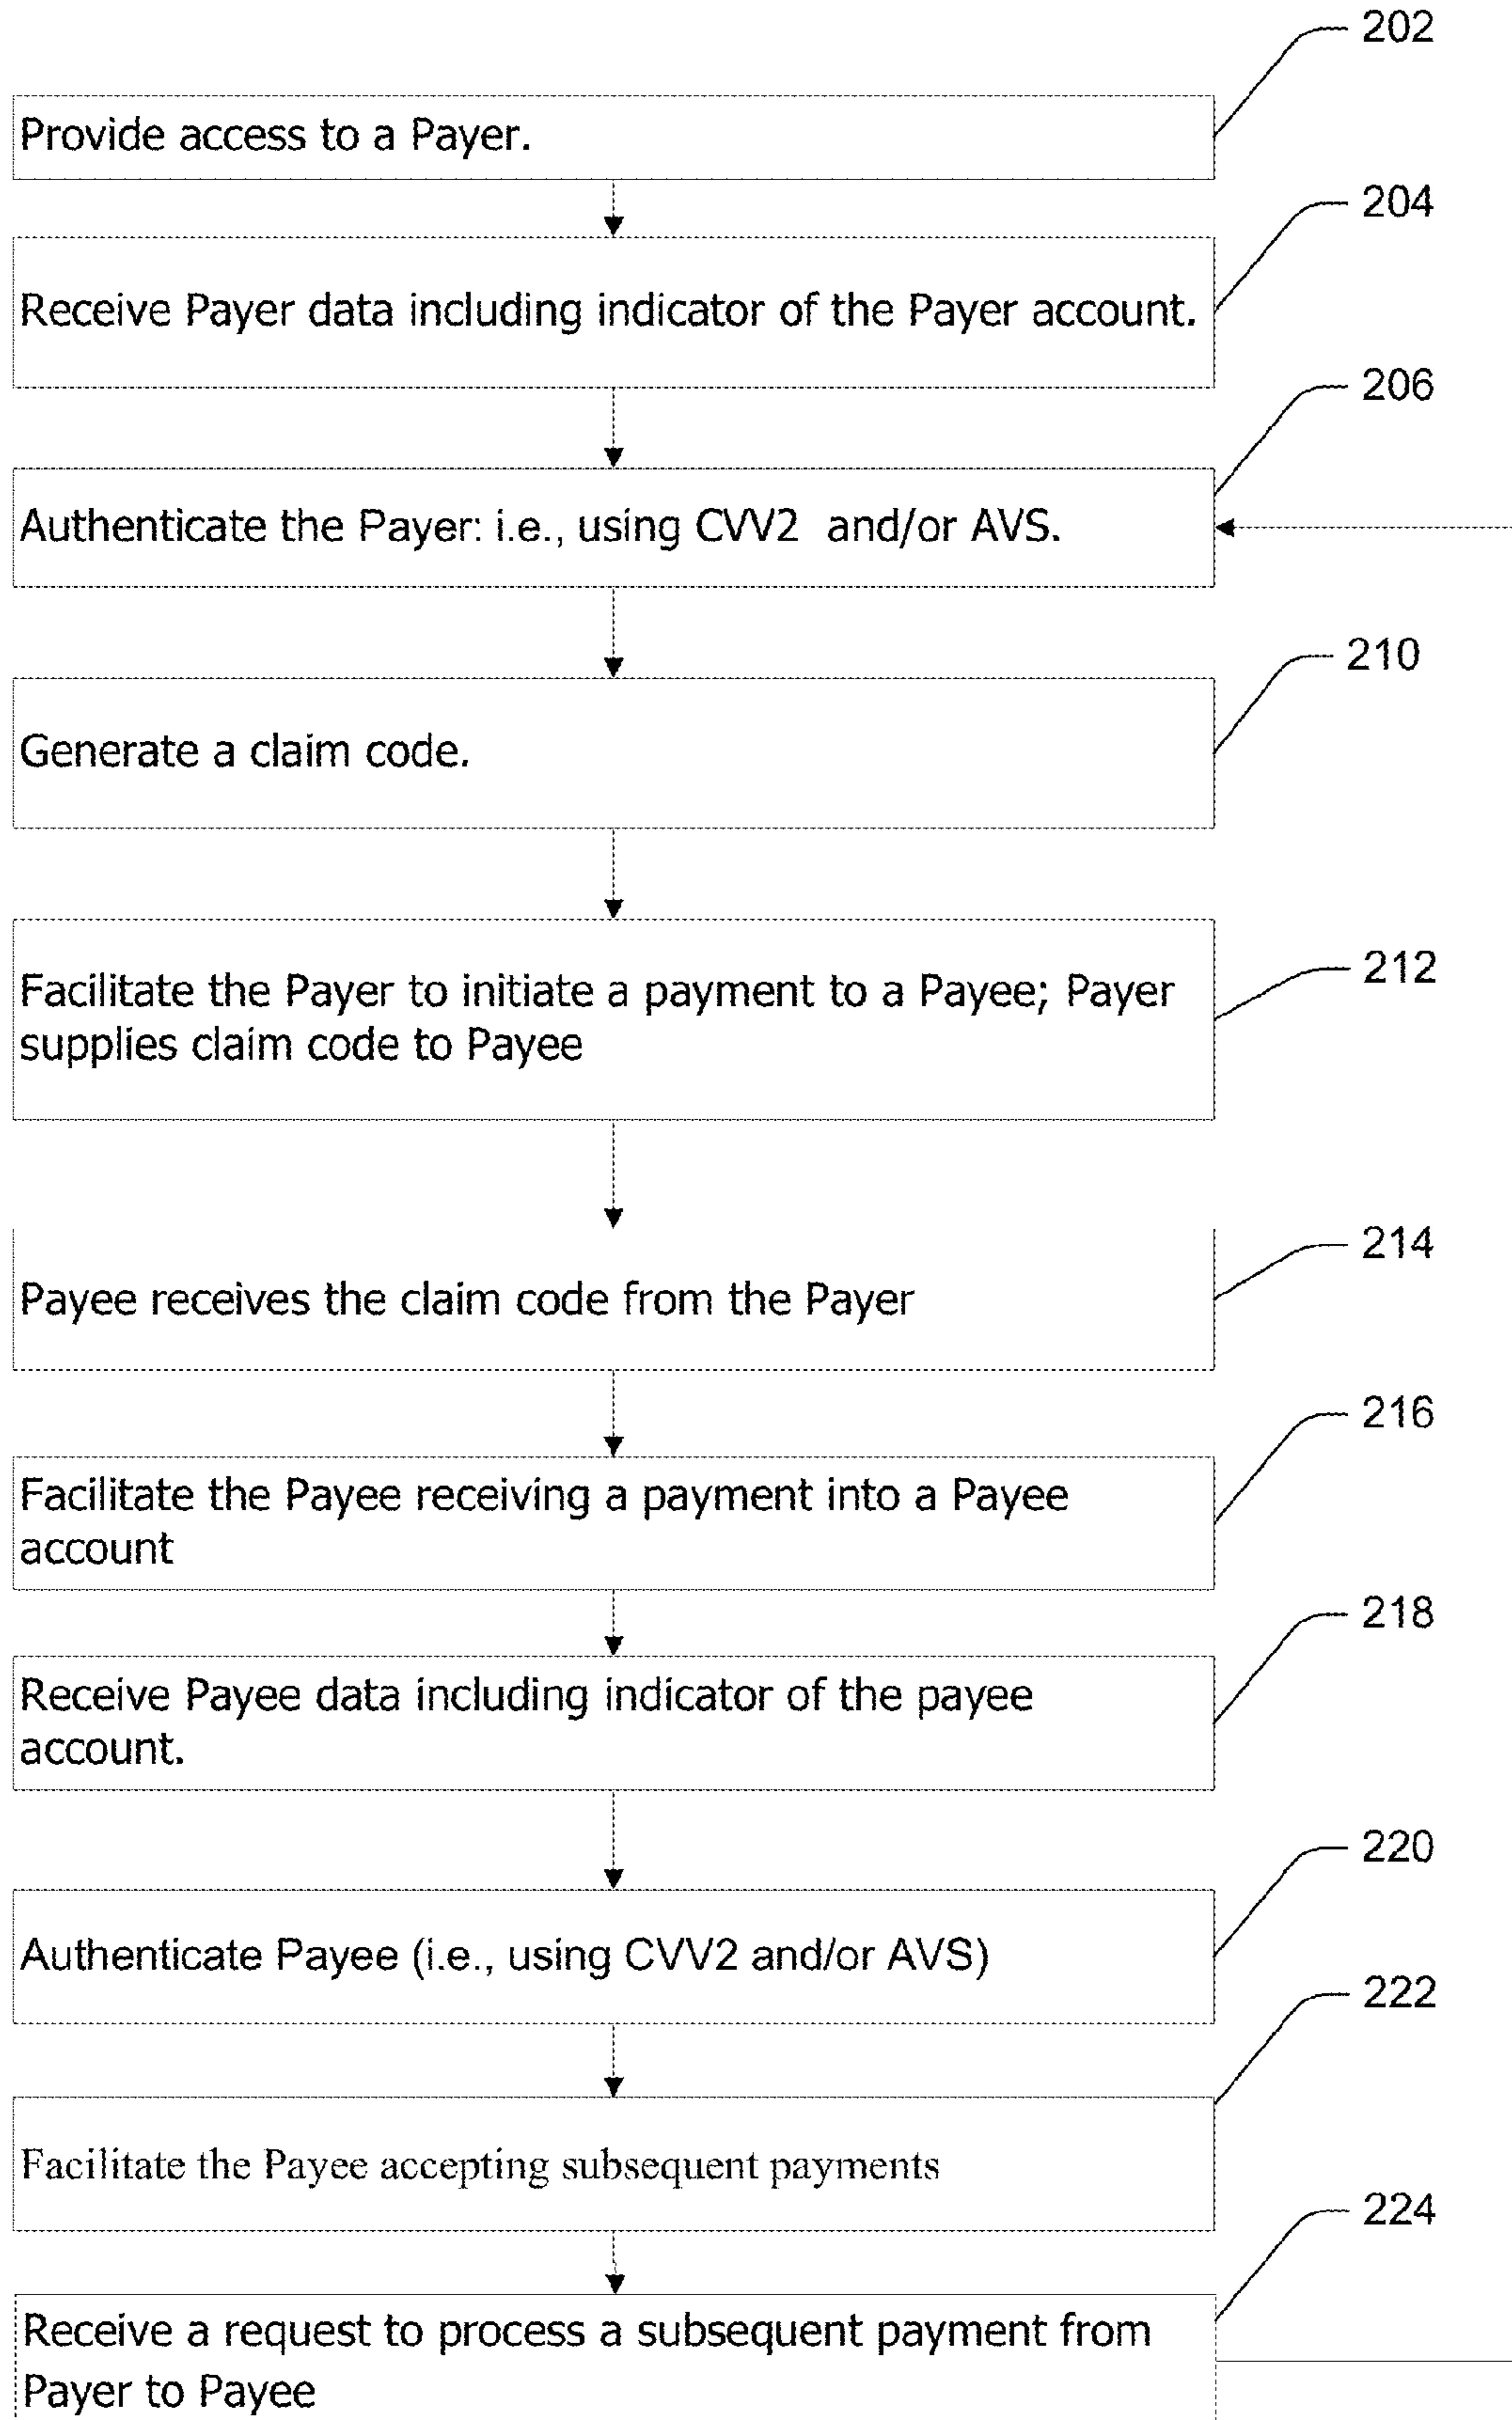 202
Provide access to a Payer.
204
Receive Payer data including indicator of the Payer account.
206
Authenticate the Payer: i.e., using CVV2 and/or AVS.
210
Generate a claim code.
212
Facilitate the Payer to initiate a payment to a Payee; Payer
supplies claim code to Payee
214
Payee receives the claim code from the Payer
216
Facilitate the Payee receiving a payment into a Payee
account
218
Receive Payee data including indicator of the payee
account.
220
Authenticate Payee (i.e., using CVV2 and/or AVS)
222
Facilitate the Payee accepting subsequent payments
224
Receive a request to process a subsequent payment from
Payer to Payee